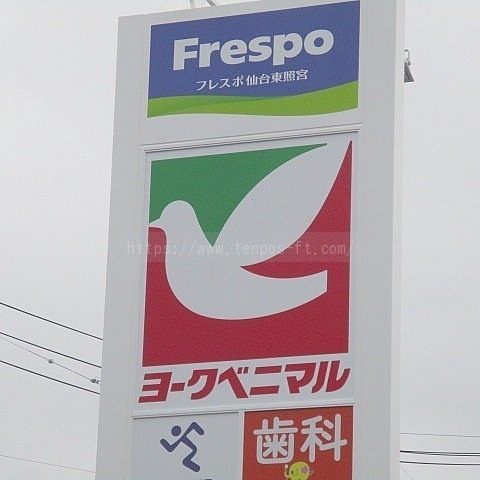 Frespo
フレスポ 仙台東照宮
https://www.tenpos-ft.com/
ヨークベニマル
歯科